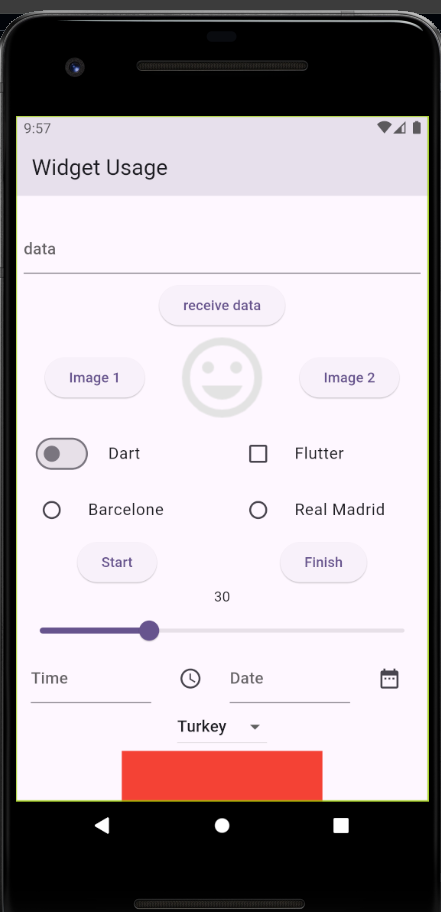 9:57
Widget Usage
data
receive data
Image 1
Image 2
Dart
Flutter
Barcelone
Real Madrid
Start
Finish
30
Time
Date
Turkey